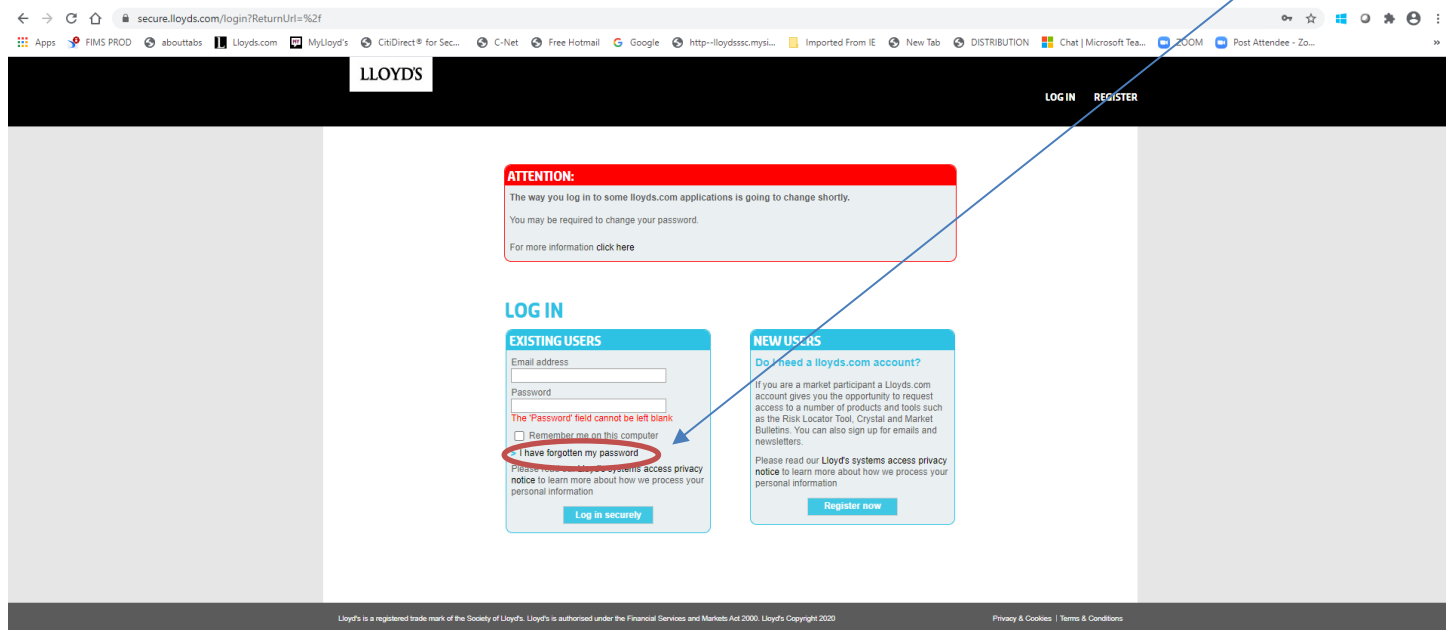 secure.lloyds.com/login?ReturnUrl=%2f
Apps FIMS PROD abouttabs Lloyds.com MyLloyd's CitiDirect® for Sec... C-Net Free Hotmail Google http--lloydsssc.mysi... Imported From IE New Tab DISTRIBUTION Chat | Microsoft Tea... ZOOM Post Attendee - Zo... »
LLOYD'S
LOG IN REGISTER
ATTENTION:
The way you log in to some lloyds.com applications is going to change shortly.
You may be required to change your password.
For more information click here
LOG IN
EXISTING USERS
Email address
Password
The 'Password' field cannot be left blank
Remember me on this computer
> I have forgotten my password
Please read our Lloyd's systems access privacy
notice to learn more about how we process your
personal information
Log in securely
NEW USERS
Do I need a lloyds.com account?
If you are a market participant a Lloyds.com
account gives you the opportunity to request
access to a number of products and tools such
as the Risk Locator Tool, Crystal and Market
Bulletins. You can also sign up for emails and
newsletters.
Please read our Lloyd's systems access privacy
notice to learn more about how we process your
personal information
Register now
Lloyd's is a registered trade mark of the Society of Lloyd's. Lloyd's is authorised under the Financial Services and Markets Act 2000. Lloyd's Copyright 2020 Privacy & Cookies | Terms & Conditions